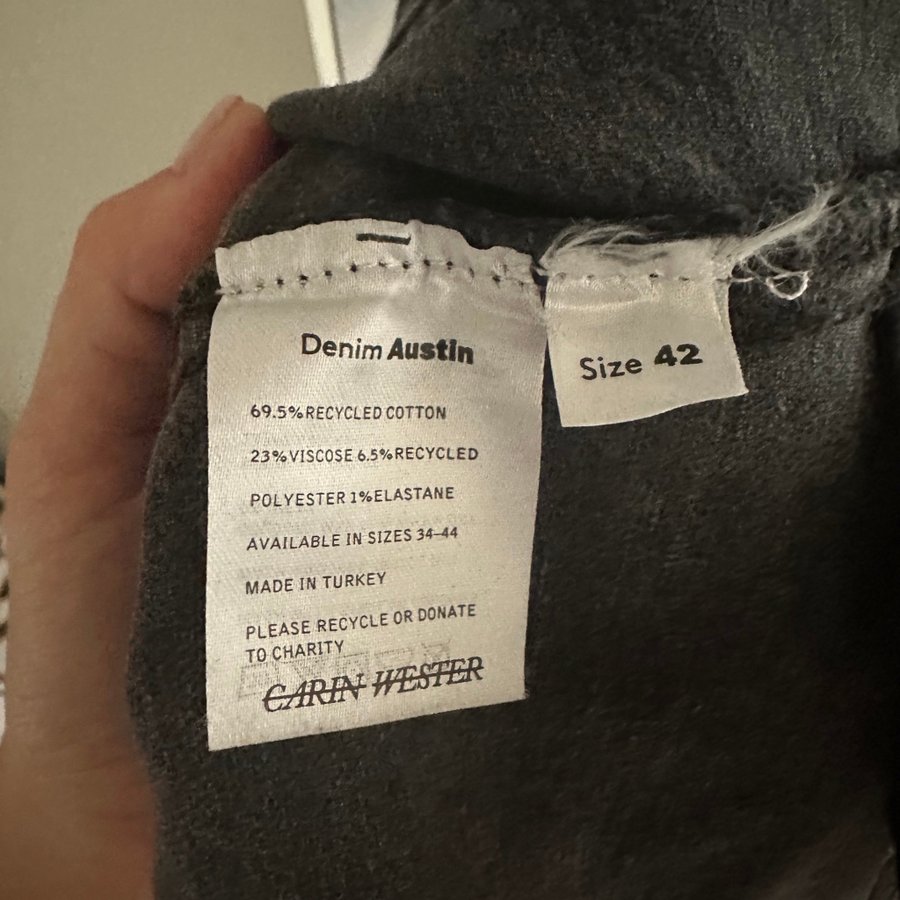 Denim Austin
69.5% RECYCLED COTTON
23% VISCOSE 6.5% RECYCLED
POLYESTER 1% ELASTANE
AVAILABLE IN SIZES 34-44
MADE IN TURKEY
PLEASE RECYCLE OR DONATE
TO CHARITY
CARIN WESTER
Size 42